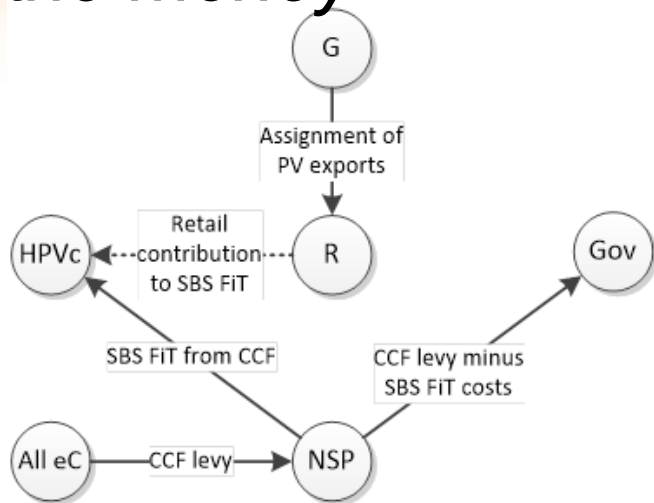 G
Assignment of
PV exports
Retail
contribution
to SBS FiT
HPVc
R
Gov
SBS FiT from CCF
CCF levy minus
SBS FiT costs
All eC
CCF levy
NSP